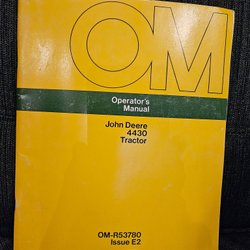 OM
Operator's
Manual
John Deere
4430
Tractor
OM-R53780
Issue E2